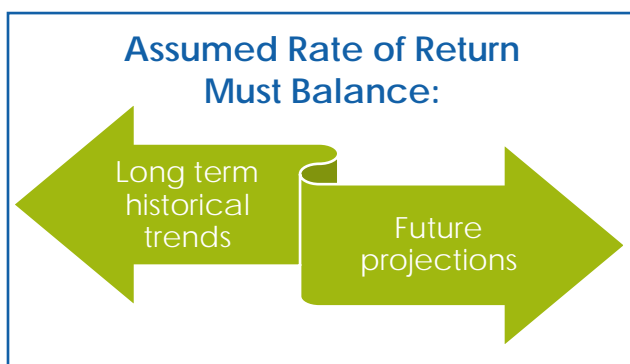 Assumed Rate of Return
Must Balance:
Long term
historical
trends
Future
projections